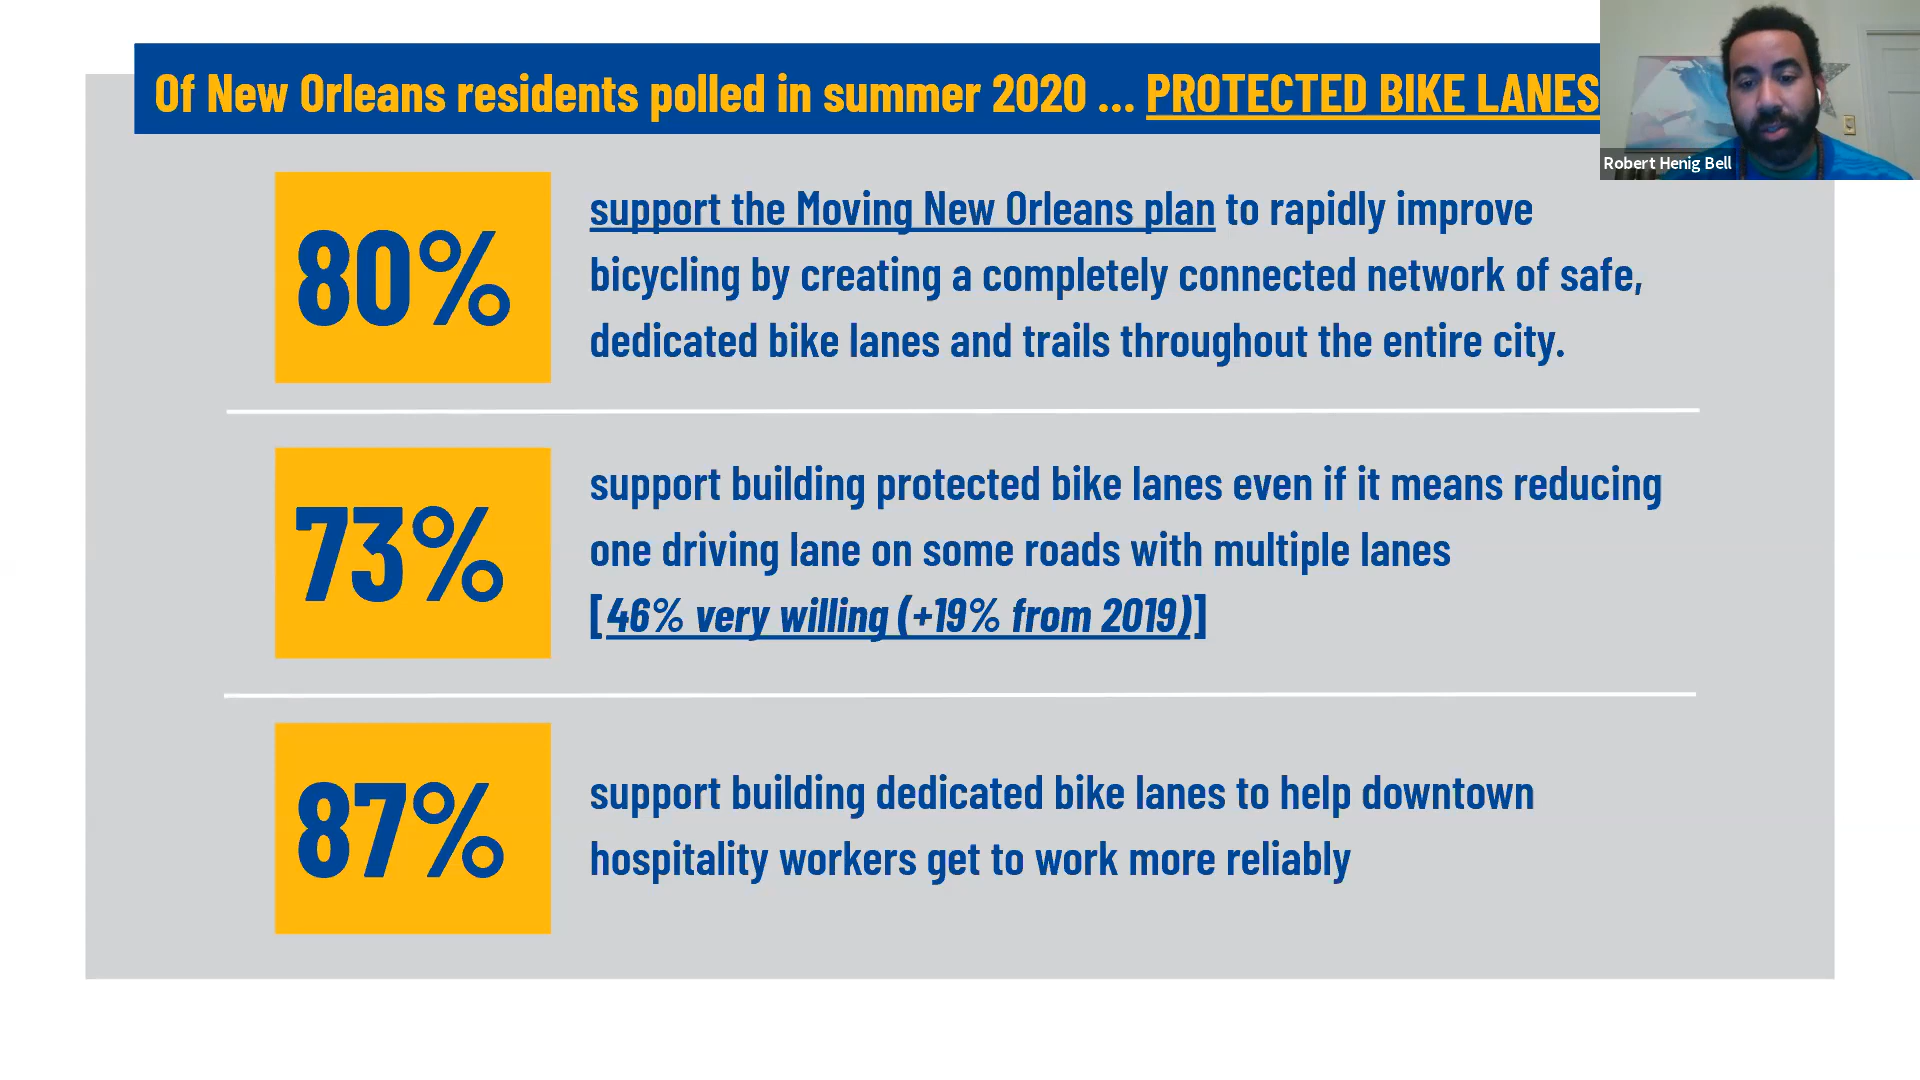 Of New Orleans residents polled in summer 2020 ... PROTECTED BIKE LANES
Robert Henig Bell
80%
support the Moving New Orleans plan to rapidly improve
bicycling by creating a completely connected network of safe,
dedicated bike lanes and trails throughout the entire city.
73%
support building protected bike lanes even if it means reducing
one driving lane on some roads with multiple lanes
[46% very willing (+19% from 2019)]
87%
support building dedicated bike lanes to help downtown
hospitality workers get to work more reliably